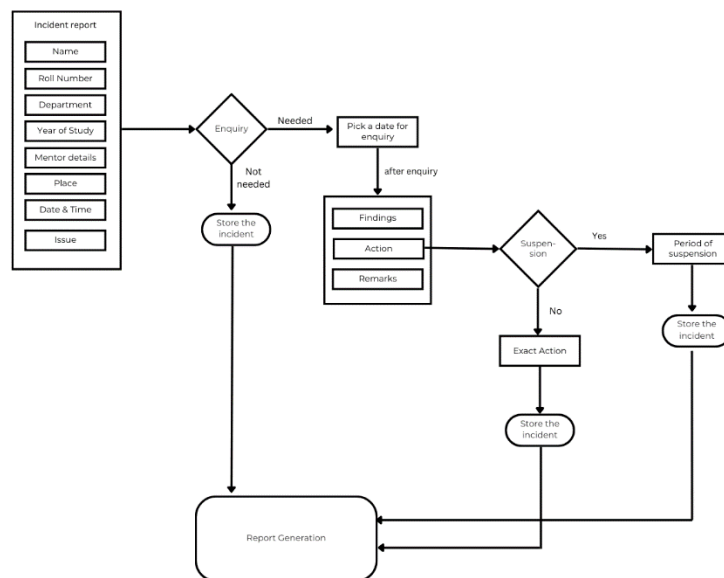 Incident report
Name
Roll Number
Department
Year of Study
Mentor details
Place
Date & Time
Issue
Enquiry
Needed
Not
needed
Store the
incident
Pick a date for
enquiry
after enquiry
Findings
Action
Remarks
Suspen-
sion
Yes
Period of
suspension
Store the
incident
No
Exact Action
Store the
incident
Report Generation